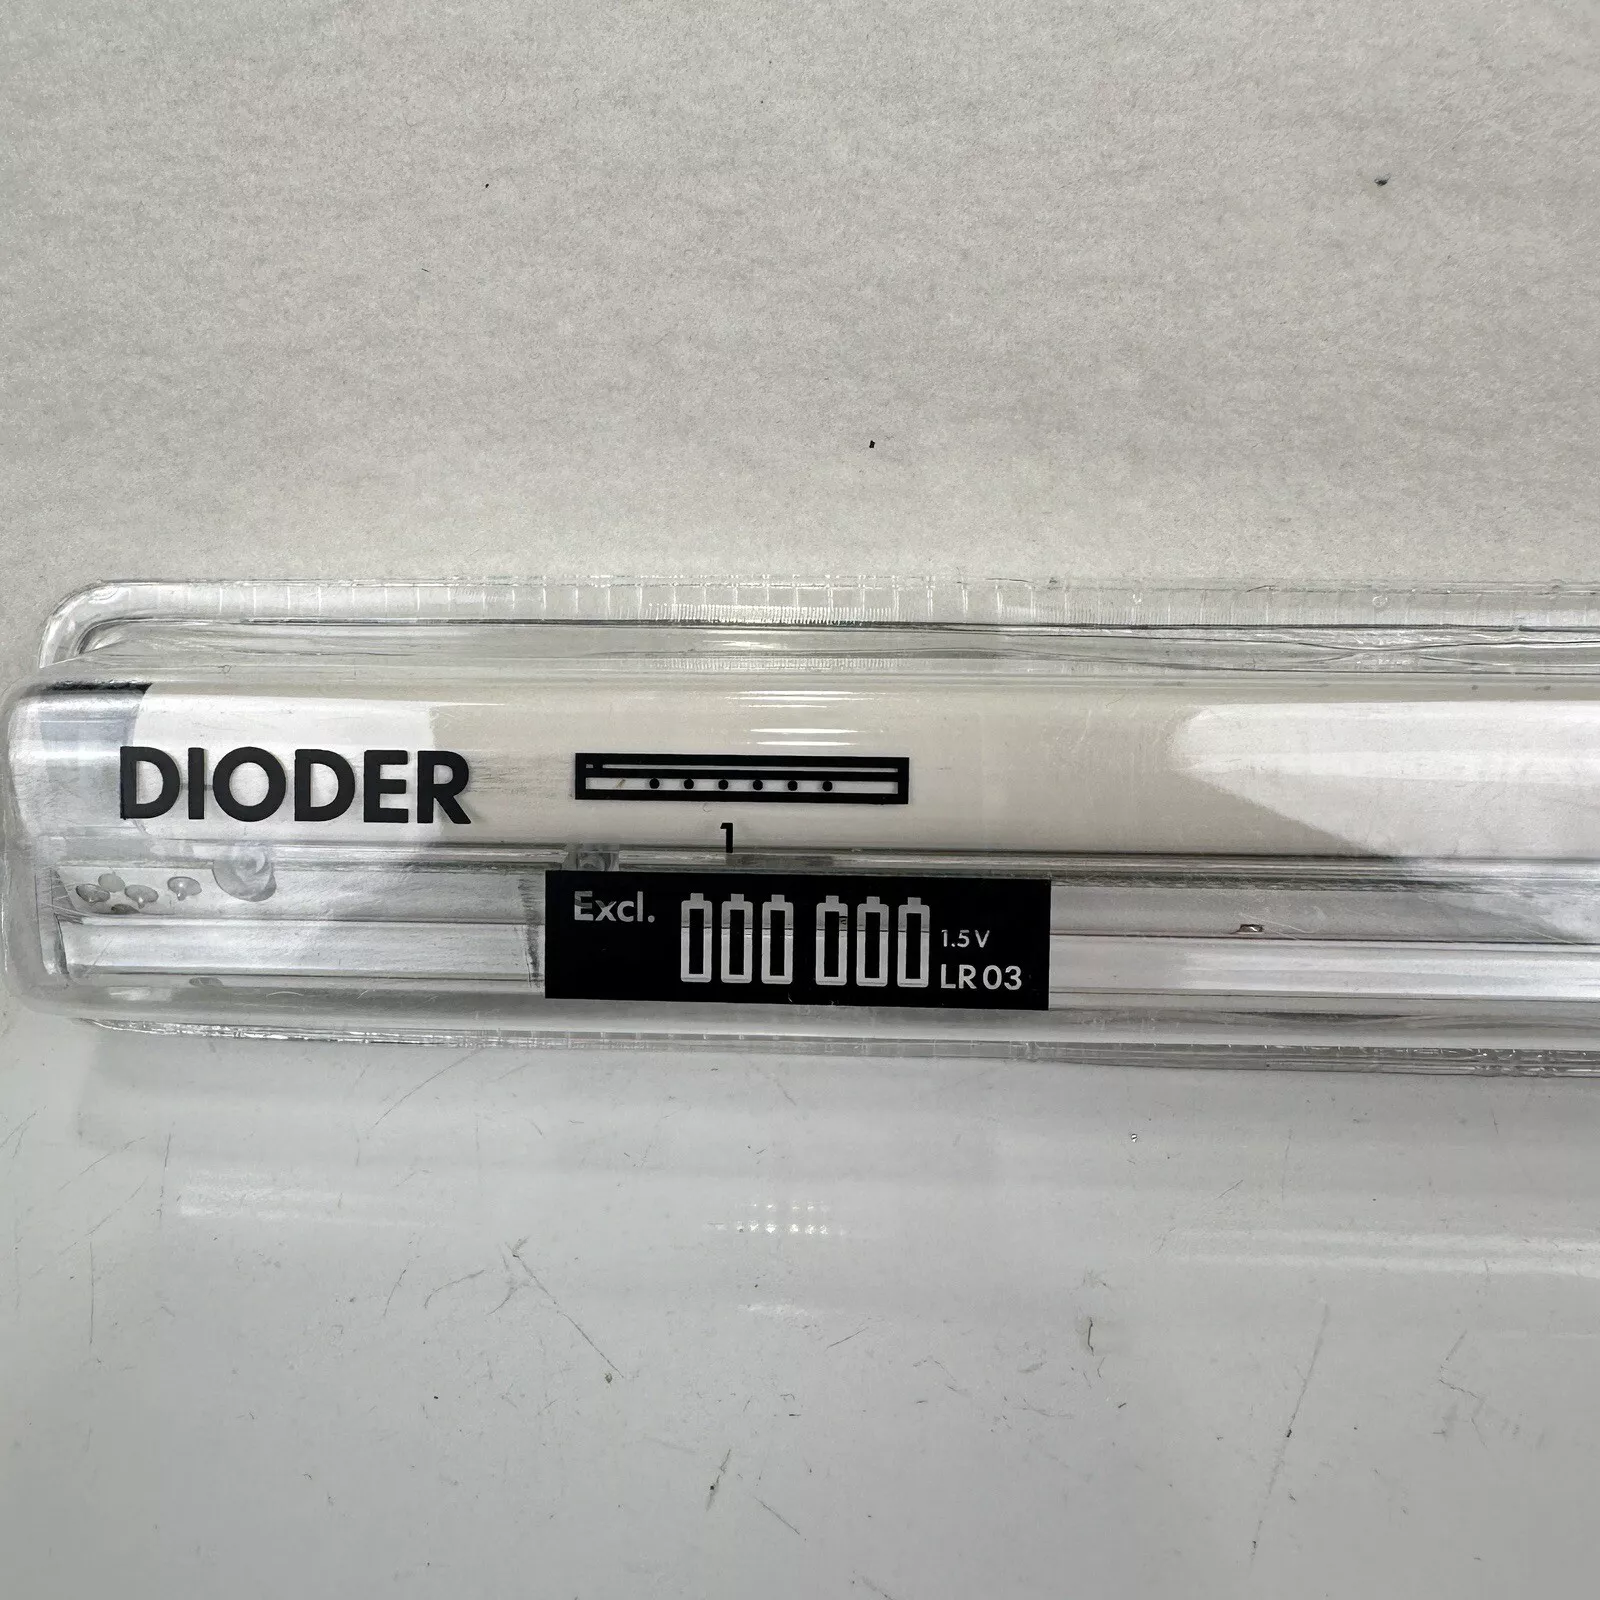 DIODER
1
Excl.
1.5V
LR03